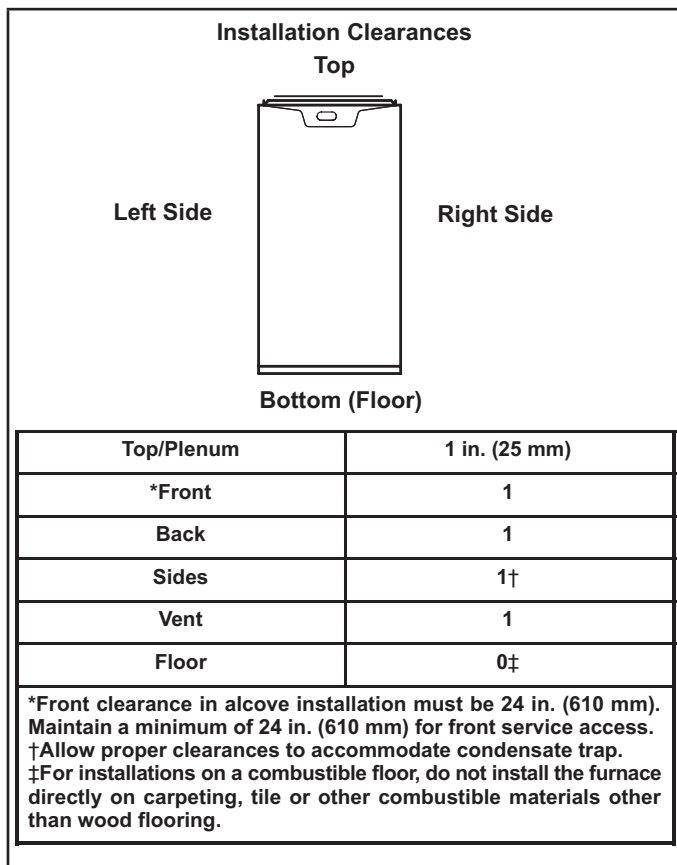 Installation Clearances
Top
Left Side
Right Side
Bottom (Floor)
Top/Plenum 1 in. (25 mm)
*Front 1
Back 1
Sides 1†
Vent 1
Floor 0‡
*Front clearance in alcove installation must be 24 in. (610 mm).
Maintain a minimum of 24 in. (610 mm) for front service access.
†Allow proper clearances to accommodate condensate trap.
‡For installations on a combustible floor, do not install the furnace
directly on carpeting, tile or other combustible materials other
than wood flooring.